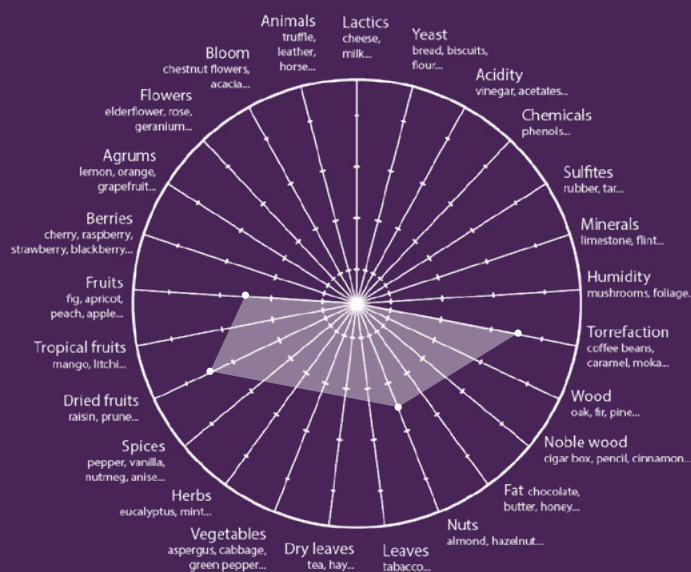 Lactics
cheese,
milk...
Yeast
bread, biscuits,
flour...
Acidity
vinegar, acetates...
Chemicals
phenols...
Sulfites
rubber, tar...
Minerals
limestone, flint...
Humidity
mushrooms, foliage...
Torrefaction
coffee beans,
caramel, moka...
Wood
oak, fir, pine...
Noble wood
cigar box, pencil, cinnamon...
Fat chocolate,
butter, honey...
Nuts
almond, hazelnut...
Leaves
tabacco...
Dry leaves
tea, hay...
Vegetables
aspergus, cabbage,
green pepper...
Herbs
eucalyptus, mint...
Spices
pepper, vanilla,
nutmeg, anise...
Dried fruits
raisin, prune...
Tropical fruits
mango, litchi...
Fruits
fig, apricot,
peach, apple...
Berries
cherry, raspberry,
strawberry, blackberry...
Agrums
lemon, orange,
grapefruit...
Flowers
elderflower, rose,
geranium...
Bloom
chestnut flowers,
acacia...
Animals
truffle,
leather,
horse...